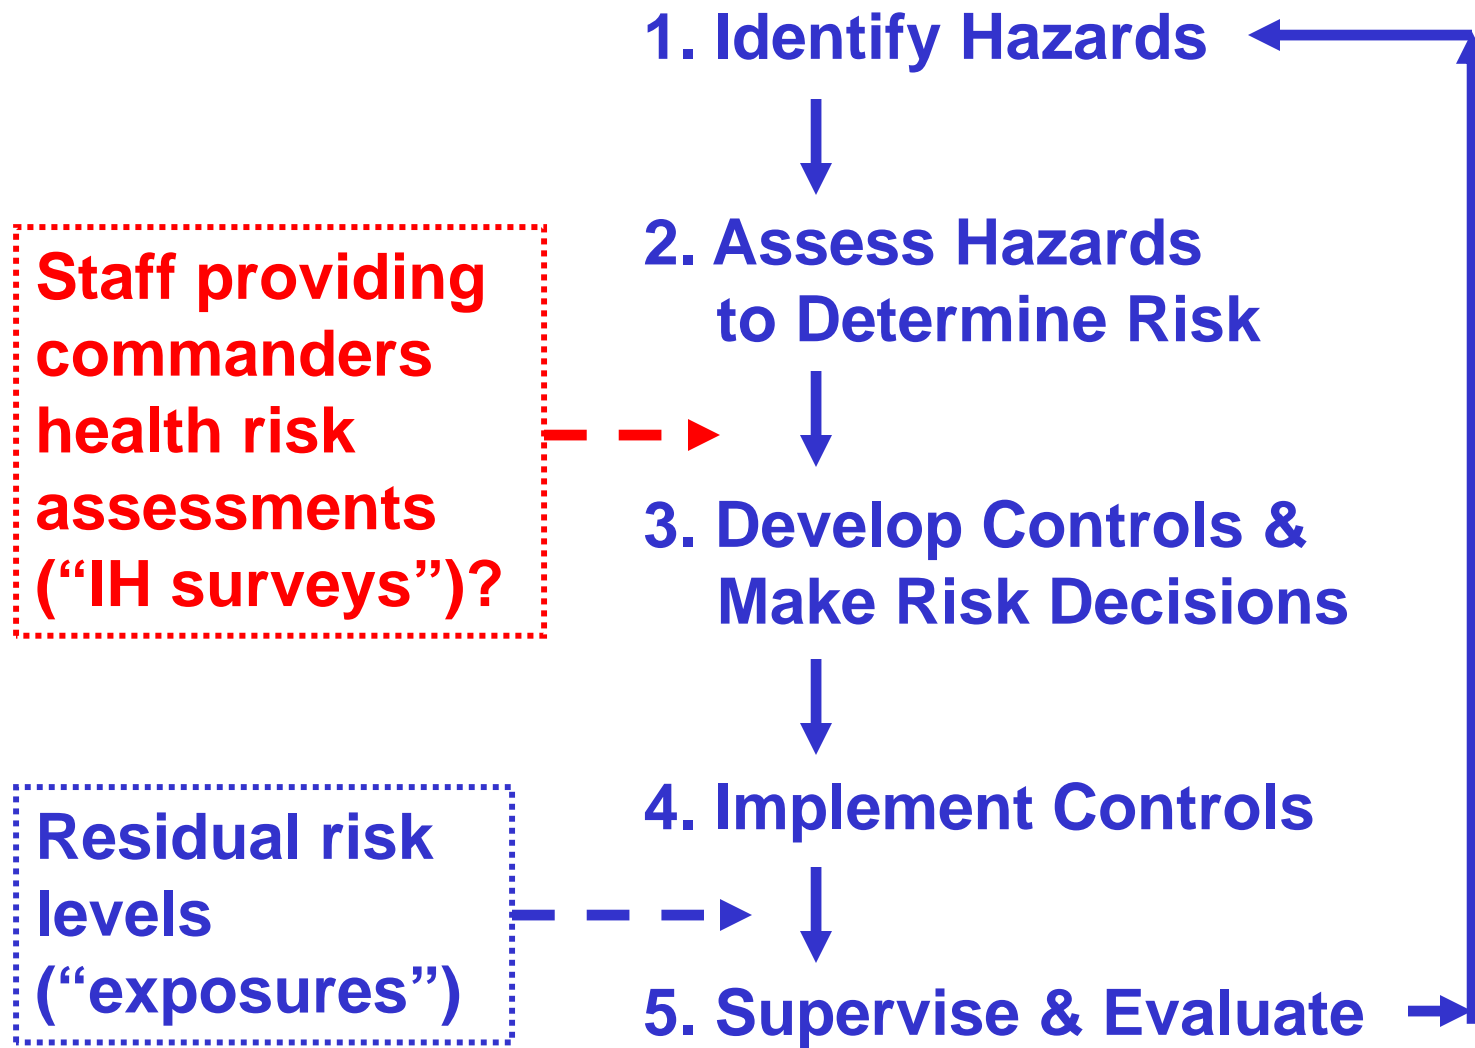 1. Identify Hazards
2. Assess Hazards
to Determine Risk
Staff providing
commanders
health risk
assessments
(“IH surveys”)?
3. Develop Controls &
Make Risk Decisions
4. Implement Controls
Residual risk
levels
(“exposures”)
5. Supervise & Evaluate